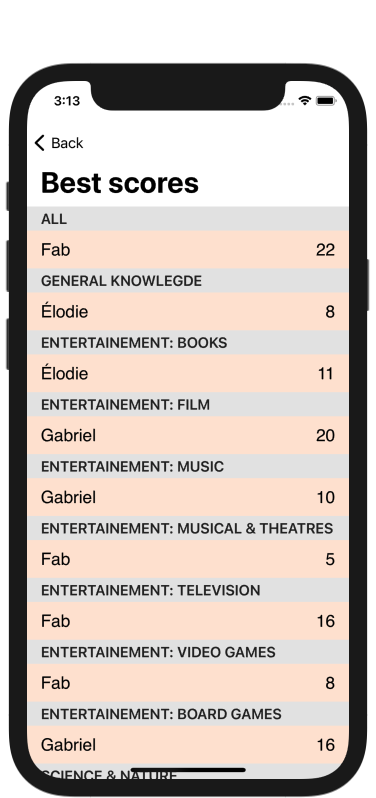 3:13
Back
Best scores
ALL
Fab 22
GENERAL KNOWLEGDE
Élodie 8
ENTERTAINEMENT: BOOKS
Élodie 11
ENTERTAINEMENT: FILM
Gabriel 20
ENTERTAINEMENT: MUSIC
Gabriel 10
ENTERTAINEMENT: MUSICAL & THEATRES
Fab 5
ENTERTAINEMENT: TELEVISION
Fab 16
ENTERTAINEMENT: VIDEO GAMES
Fab 8
ENTERTAINEMENT: BOARD GAMES
Gabriel 16
SCIENCE & NATURE